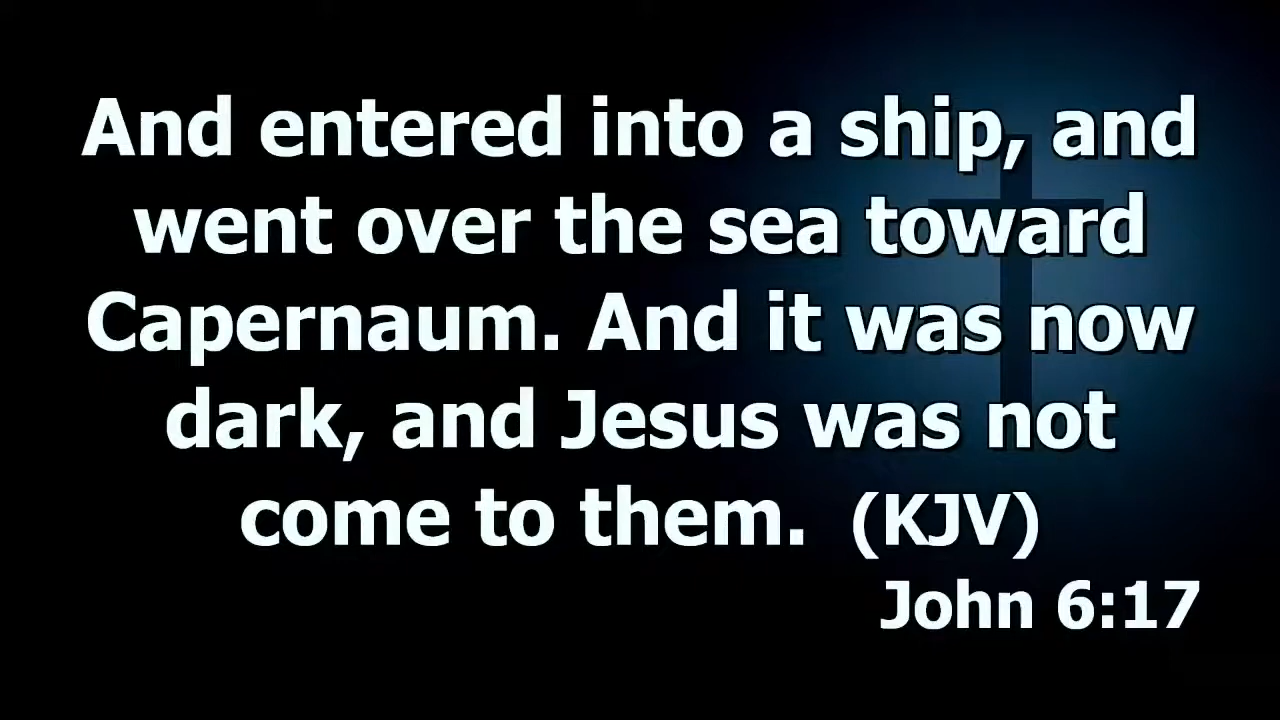 And entered into a ship, and
went over the sea toward
Capernaum. And it was now
dark, and Jesus was not
come to them.  (KJV)
John 6:17